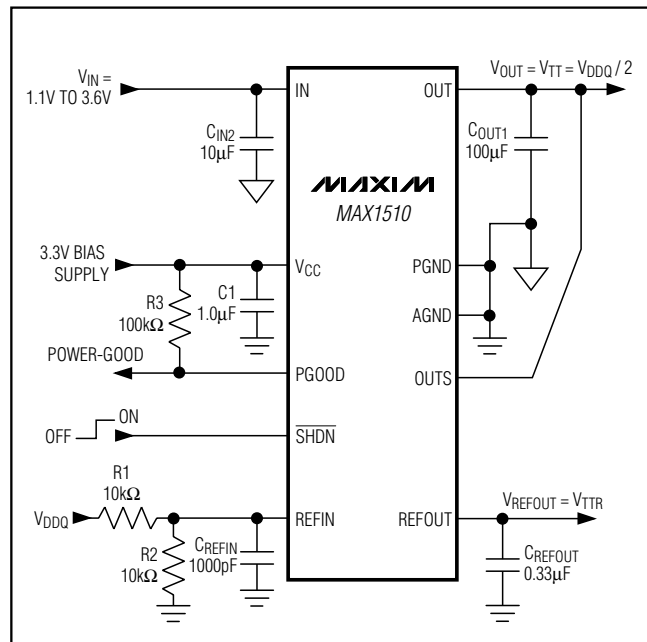 V_IN =
1.1V TO 3.6V
IN
C_IN2
10µF
MAXIM
MAX1510
OUT
V_OUT = V_TT = V_DDQ / 2
C_OUT1
100µF
3.3V BIAS
SUPPLY
V_CC
R3
100kΩ
C1
1.0µF
PGND
AGND
POWER-GOOD
PGOOD
OUTS
OFF
ON
SHDN
R1
10kΩ
V_DDQ
REFIN
R2
10kΩ
C_REFIN
1000pF
REFOUT
V_REFOUT = V_TTR
C_REFOUT
0.33µF